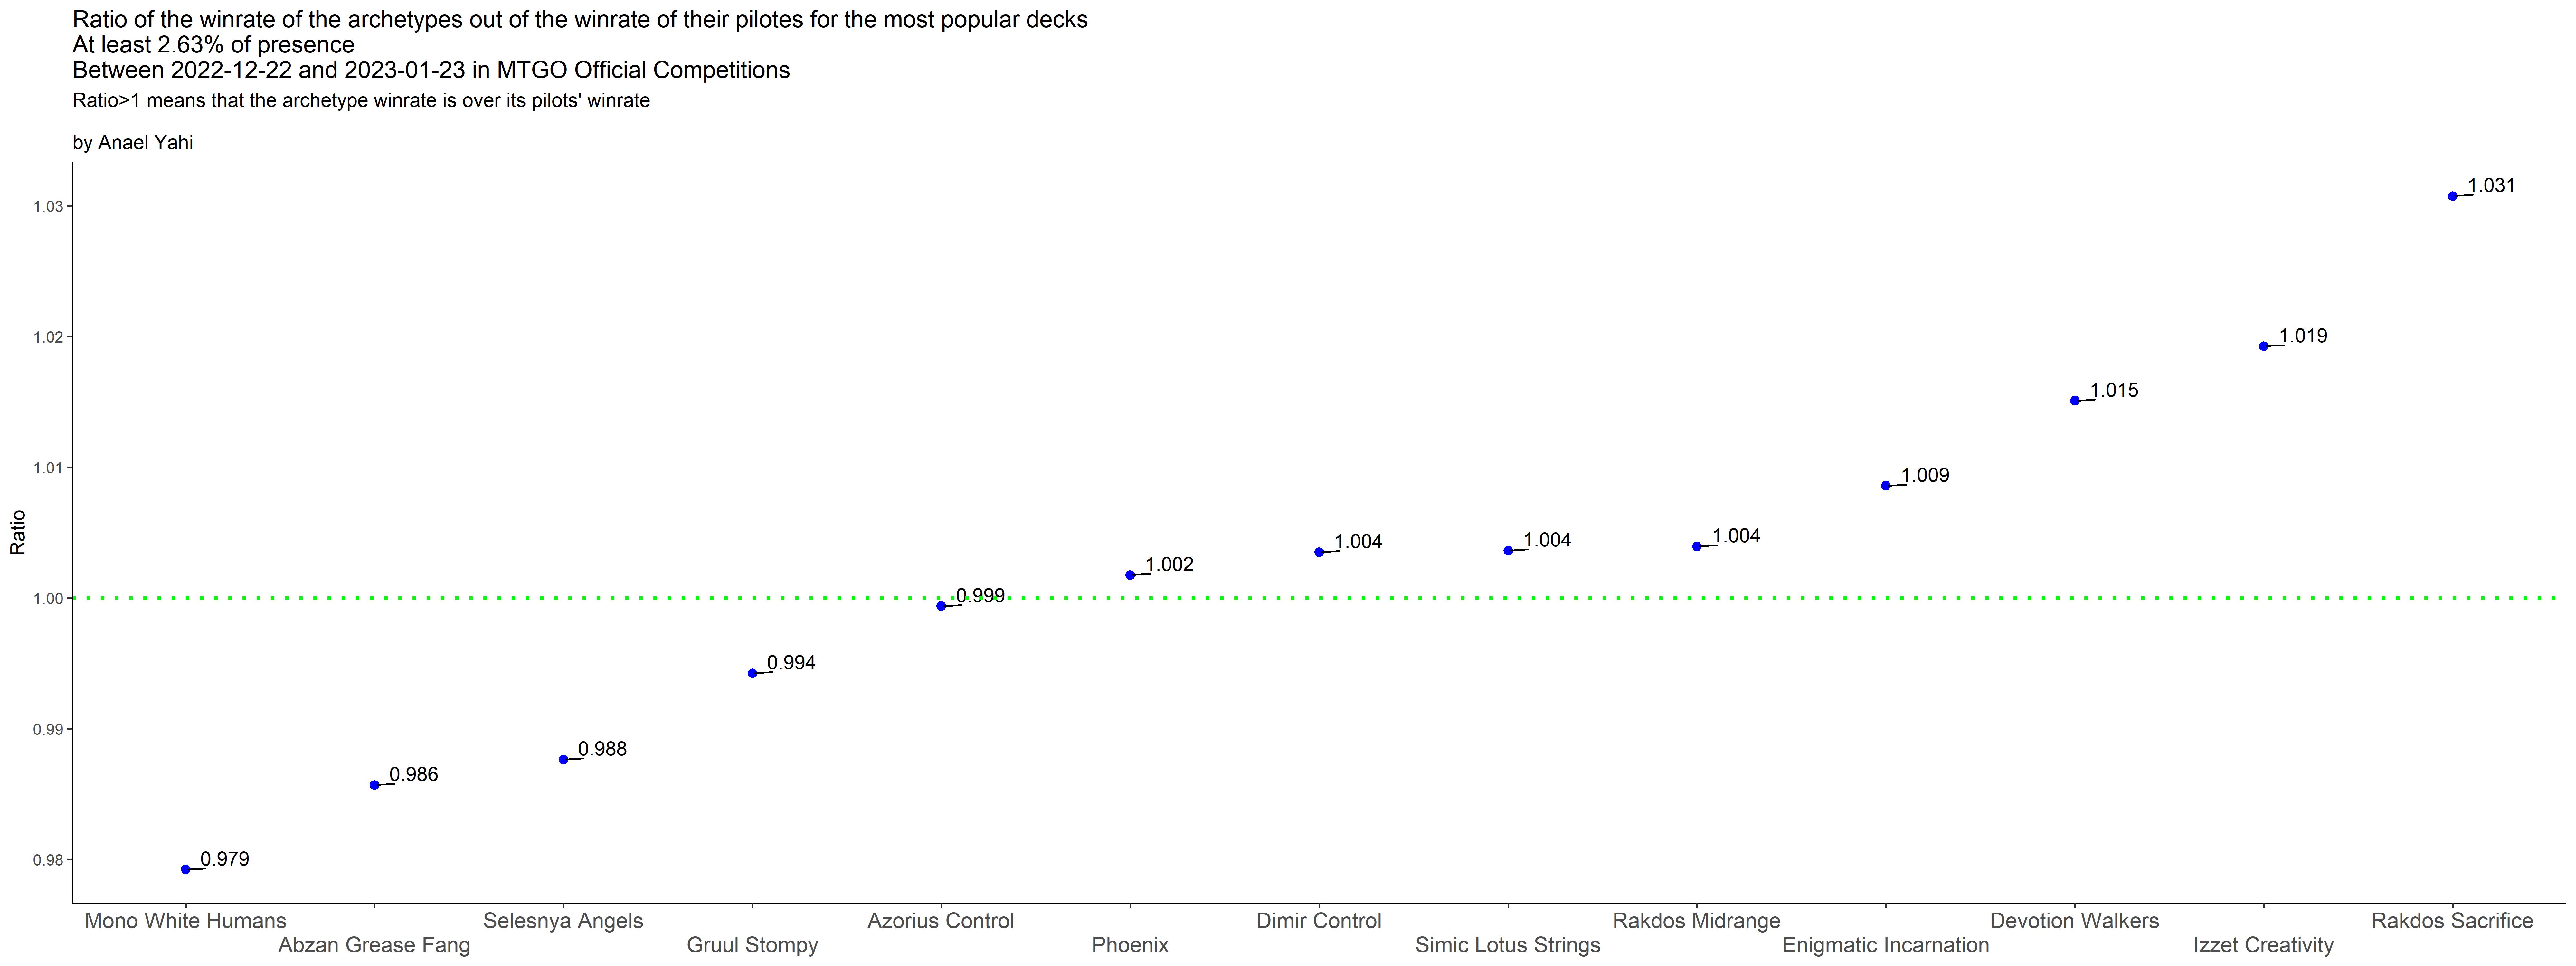 Ratio of the winrate of the archetypes out of the winrate of their pilotes for the most popular decks
At least 2.63% of presence
Between 2022-12-22 and 2023-01-23 in MTGO Official Competitions
Ratio>1 means that the archetype winrate is over its pilots' winrate
by Anael Yahi
1.03
1.02
1.01
1.00
0.99
0.98
Ratio
0.979
0.986
0.988
0.994
0.999
1.002
1.004
1.004
1.004
1.009
1.015
1.019
1.031
Mono White Humans
Abzan Grease Fang
Selesnya Angels
Gruul Stompy
Azorius Control
Phoenix
Dimir Control
Simic Lotus Strings
Rakdos Midrange
Enigmatic Incarnation
Devotion Walkers
Izzet Creativity
Rakdos Sacrifice